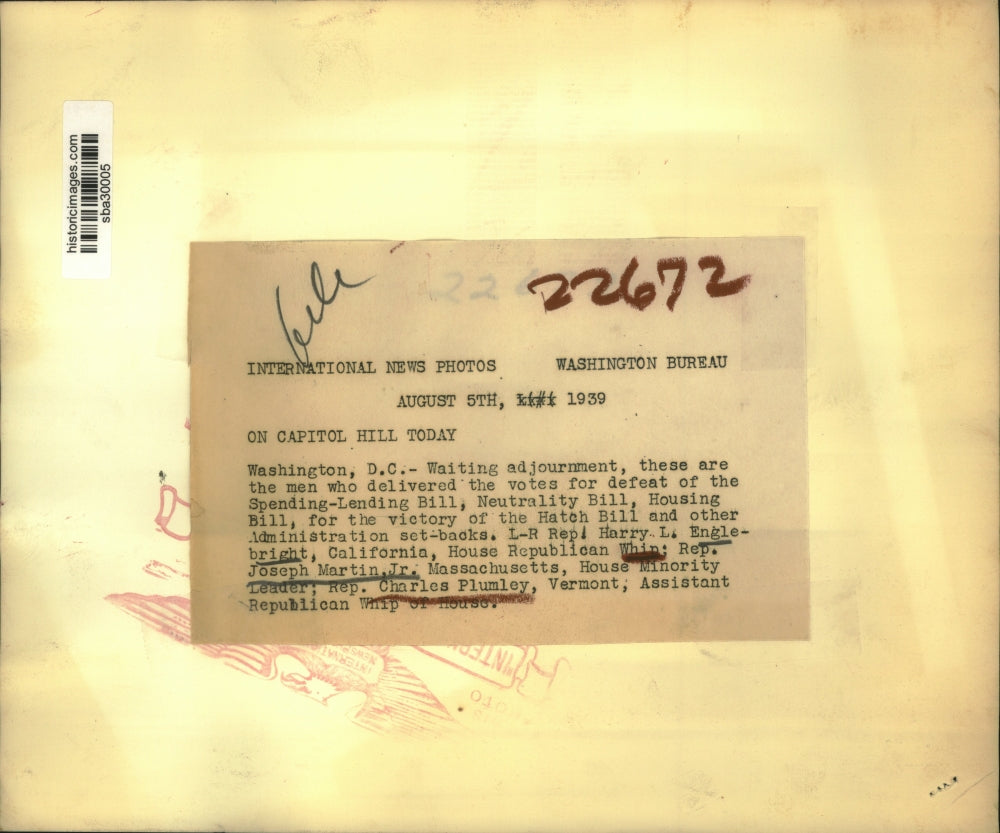 historicimages.com
sba30005
file
22672
INTERNATIONAL NEWS PHOTOS WASHINGTON BUREAU
AUGUST 5TH, 1939
ON CAPITOL HILL TODAY
Washington, D.C.- Waiting adjournment, these are
the men who delivered the votes for defeat of the
Spending-Lending Bill, Neutrality Bill, Housing
Bill, for the victory of the Hatch Bill and other
Administration set-backs. L-R Rep. Harry L. Engle-
bright, California, House Republican Whip; Rep.
Joseph Martin,Jr. Massachusetts, House Minority
Leader; Rep. Charles Plumley, Vermont, Assistant
Republican Whip of House.
INTERNATIONAL
NEWS